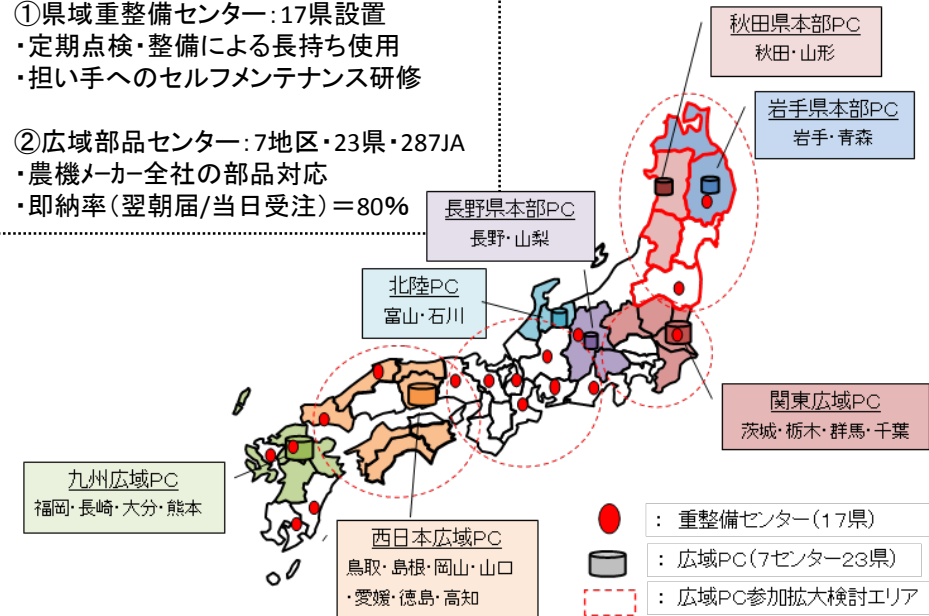 ①県域重整備センター：17県設置
・定期点検・整備による長持ち使用
・担い手へのセルフメンテナンス研修
②広域部品センター：7地区・23県・287JA
・農機メーカー全社の部品対応
・即納率（翌朝届/当日受注）＝80%
秋田県本部PC
秋田・山形
岩手県本部PC
岩手・青森
長野県本部PC
長野・山梨
北陸PC
富山・石川
関東広域PC
茨城・栃木・群馬・千葉
九州広域PC
福岡・長崎・大分・熊本
西日本広域PC
鳥取・島根・岡山・山口
・愛媛・徳島・高知
： 重整備センター（17県）
： 広域PC（7センター23県）
： 広域PC参加拡大検討エリア